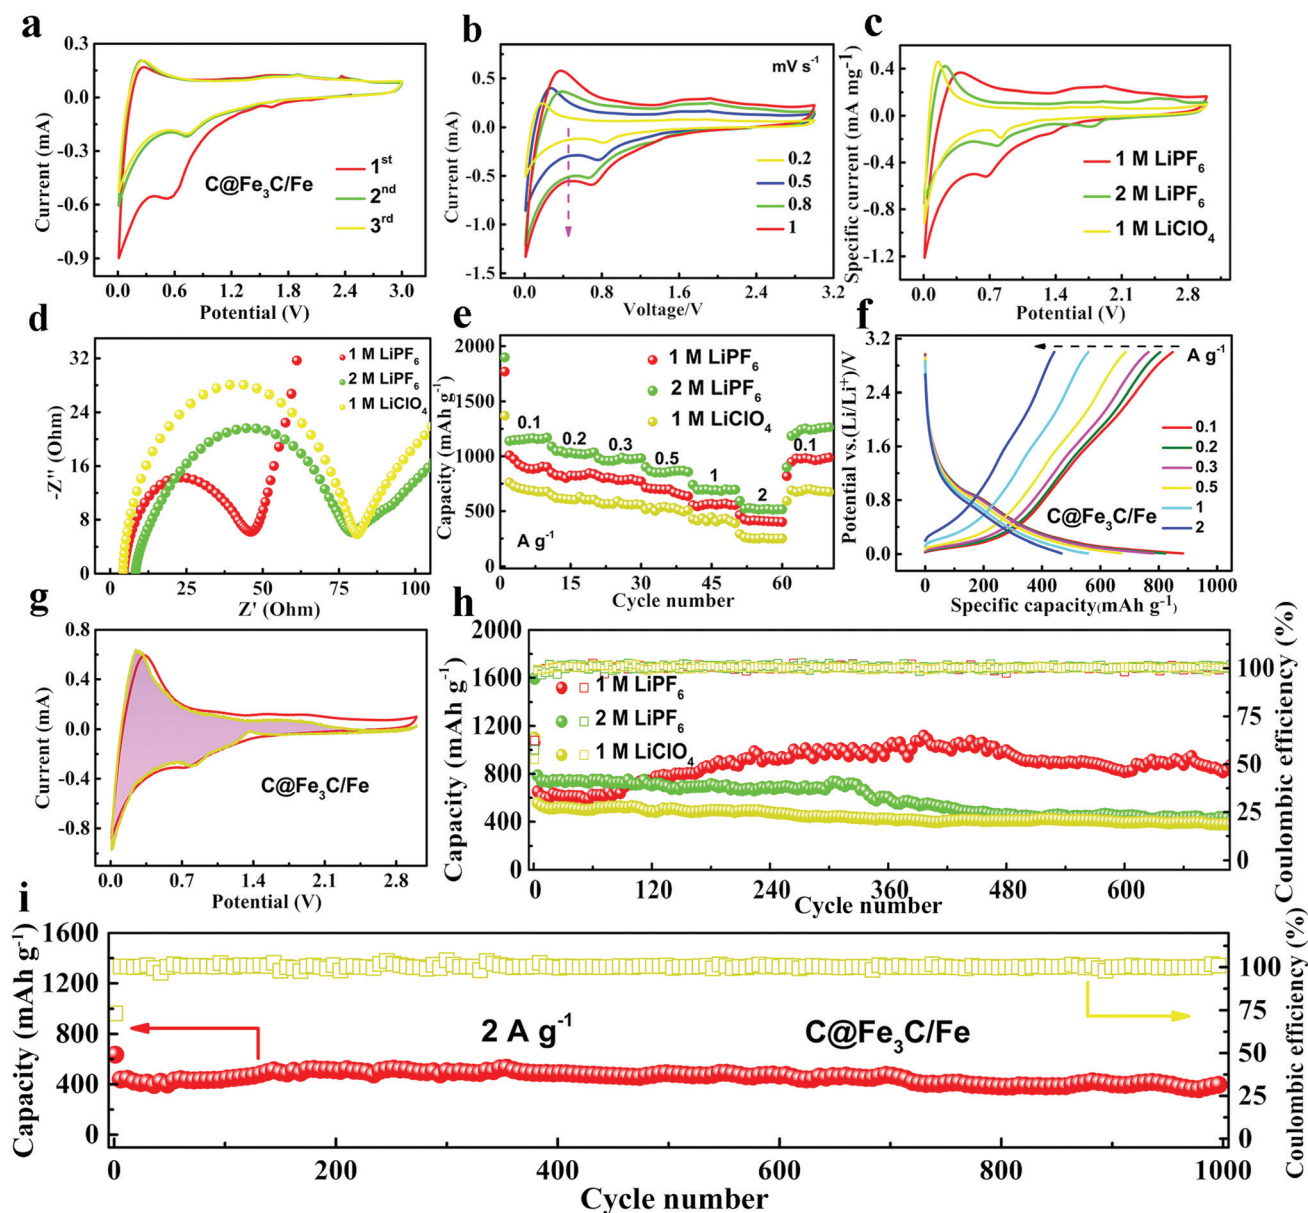 a
0.3
0.0
-0.3
-0.6
-0.9
Current (mA)
C@Fe₃C/Fe
1ˢᵗ
2ⁿᵈ
3ʳᵈ
0.0 0.6 1.2 1.8 2.4 3.0
Potential (V)
b
0.5
0.0
-0.5
-1.0
-1.5
Current (mA)
mV s⁻¹
0.2
0.5
0.8
1
0.0 0.8 1.6 2.4 3.2
Voltage/V
c
0.4
0.0
-0.4
-0.8
-1.2
Specific current (mA mg⁻¹)
1 M LiPF₆
2 M LiPF₆
1 M LiClO₄
0.0 0.7 1.4 2.1 2.8
Potential (V)
d
32
24
16
8
0
-Z'' (Ohm)
1 M LiPF₆
2 M LiPF₆
1 M LiClO₄
0 25 50 75 100
Z' (Ohm)
e
2000
1500
1000
500
0
Capacity (mAh g⁻¹)
1 M LiPF₆
2 M LiPF₆
1 M LiClO₄
0.1 0.2 0.3 0.5 1 2 0.1
A g⁻¹
0 15 30 45 60
Cycle number
f
3.2
2.4
1.6
0.8
0.0
Potential vs.(Li/Li⁺)/V
A g⁻¹
0.1
0.2
0.3
0.5
1
2
C@Fe₃C/Fe
0 200 400 600 800 1000
Specific capacity(mAh g⁻¹)
g
0.8
0.4
0.0
-0.4
-0.8
Current (mA)
C@Fe₃C/Fe
0.0 0.7 1.4 2.1 2.8
Potential (V)
h
2000
1600
1200
800
400
0
Capacity (mAh g⁻¹)
1 M LiPF₆
2 M LiPF₆
1 M LiClO₄
100
75
50
25
0
Coulombic efficiency (%)
0 120 240 360 480 600
Cycle number
i
1600
1200
800
400
0
Capacity (mAh g⁻¹)
2 A g⁻¹
C@Fe₃C/Fe
100
75
50
25
0
Coulombic efficiency (%)
0 200 400 600 800 1000
Cycle number